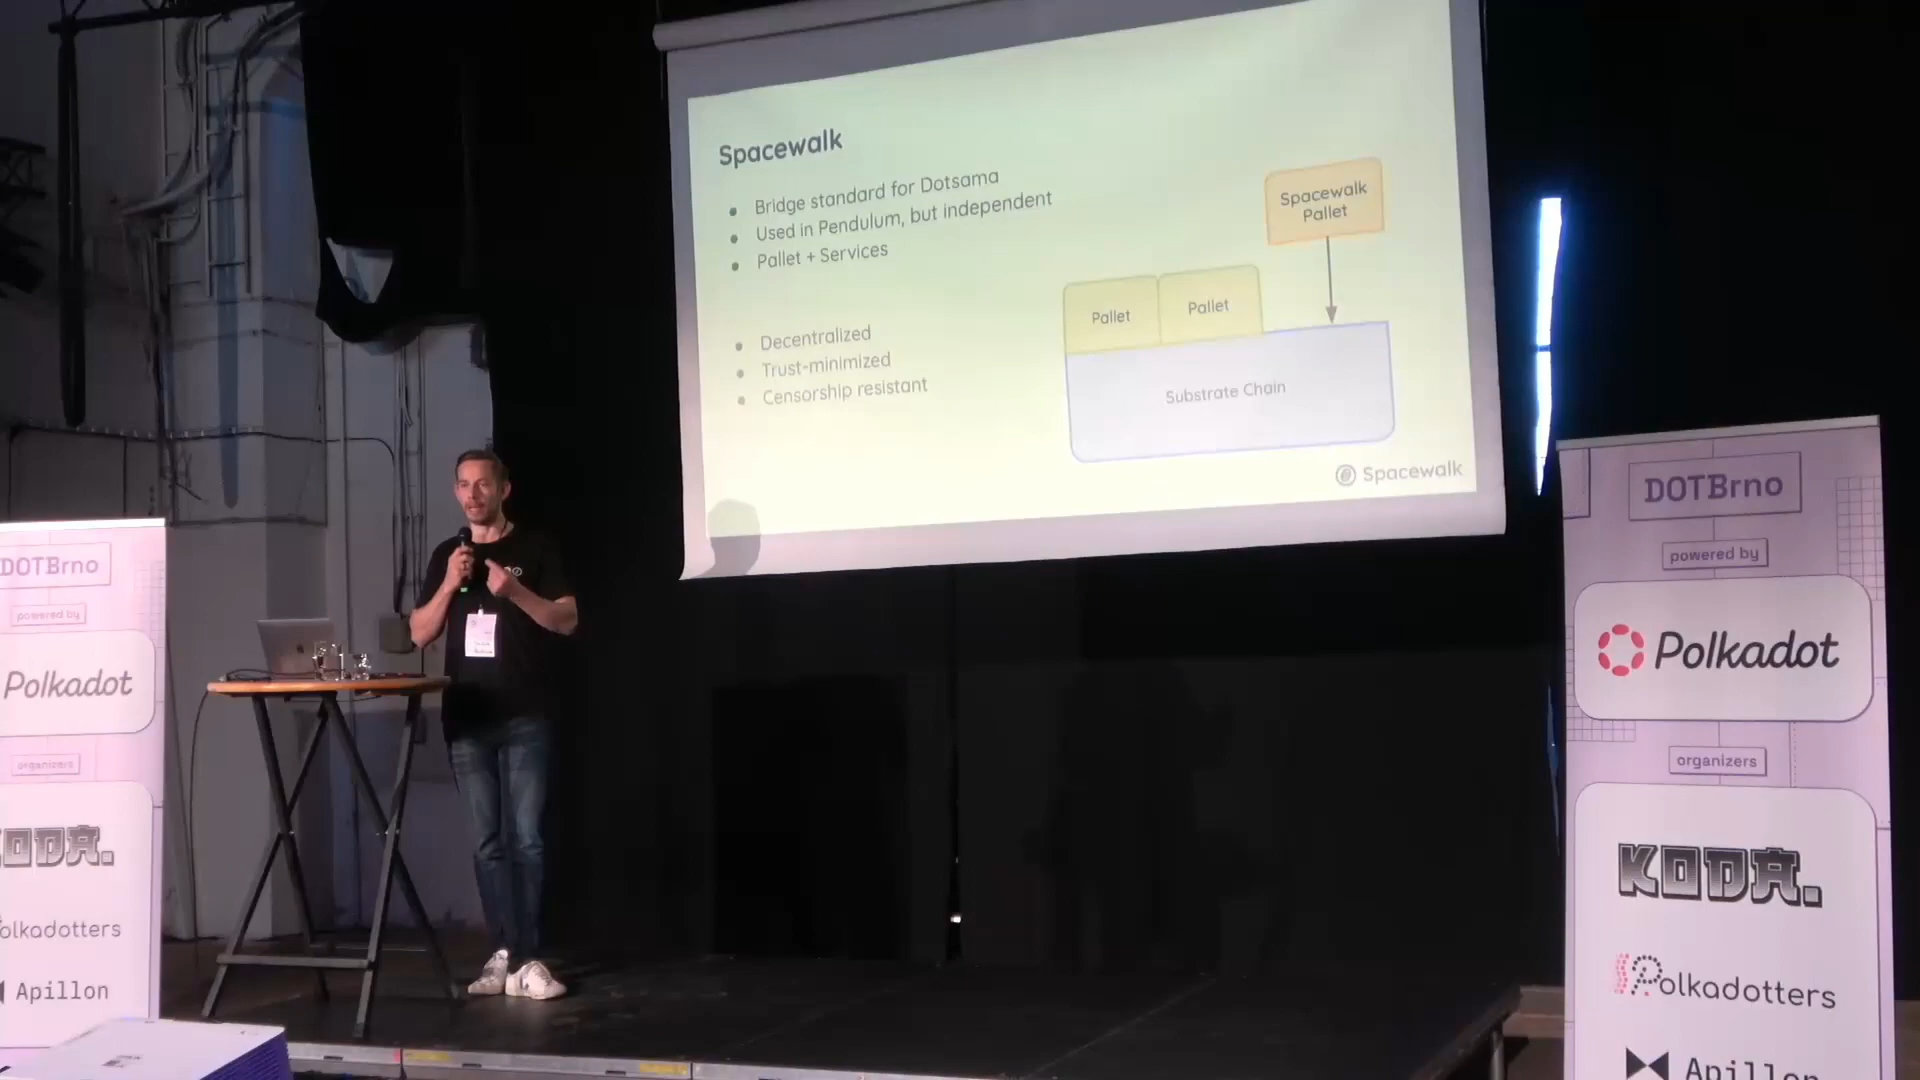 Spacewalk
Bridge standard for Dotsama
Used in Pendulum, but independent
Pallet + Services
Decentralized
Trust-minimized
Censorship resistant
Spacewalk
Pallet
Pallet
Pallet
Substrate Chain
Spacewalk
DOTBrno
powered by
Polkadot
organizers
KODA.
Polkadotters
Apillon
DOTBrno
powered by
Polkadot
organizers
KODA.
Polkadotters
Apillon